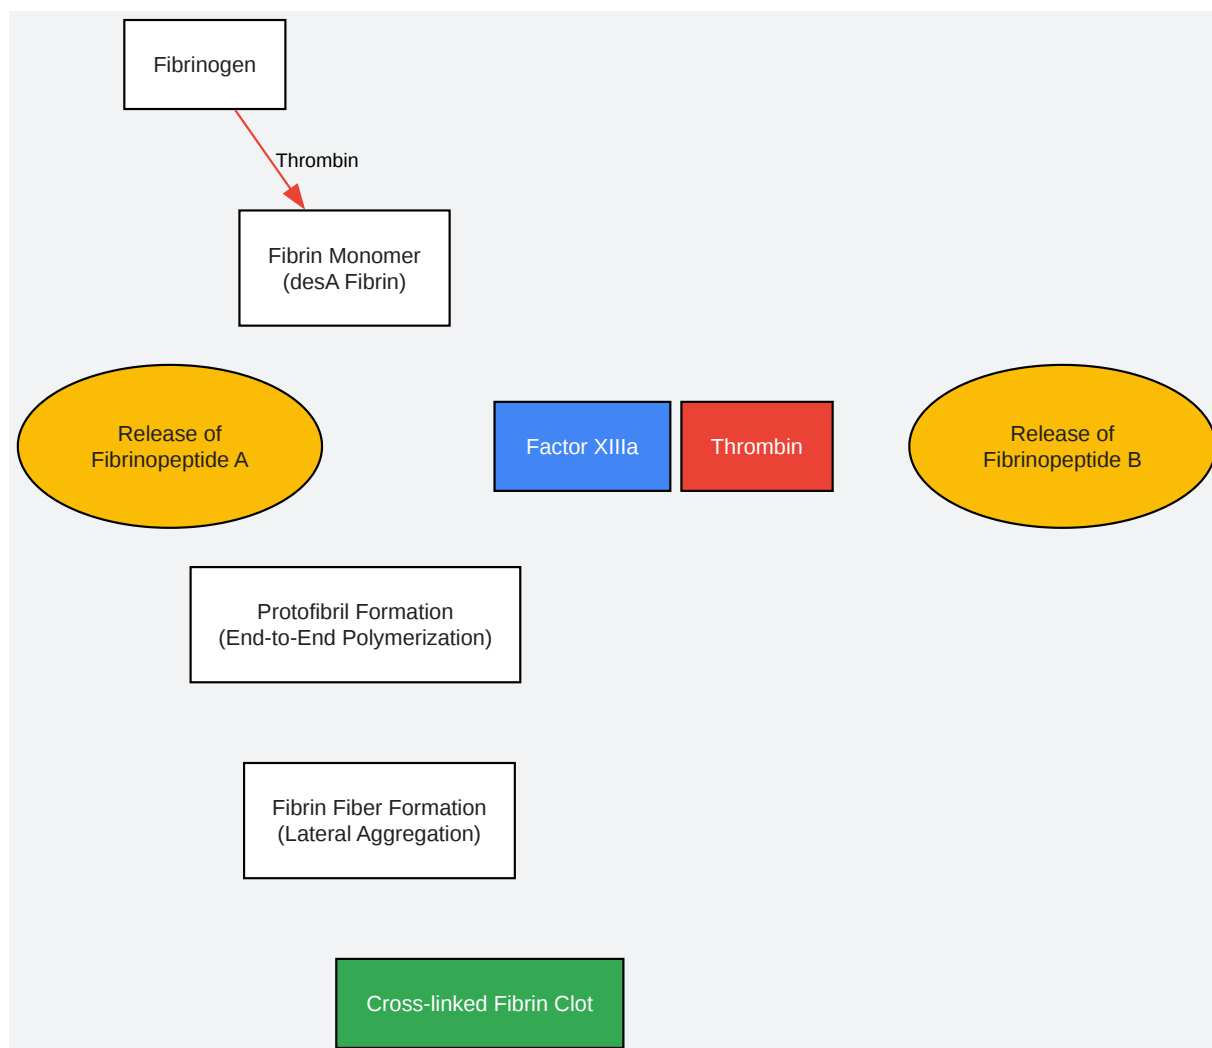 Fibrinogen
Thrombin
Fibrin Monomer
(desA Fibrin)
Release of
Fibrinopeptide A
Factor XIIIa
Thrombin
Release of
Fibrinopeptide B
Protofibril Formation
(End-to-End Polymerization)
Fibrin Fiber Formation
(Lateral Aggregation)
Cross-linked Fibrin Clot